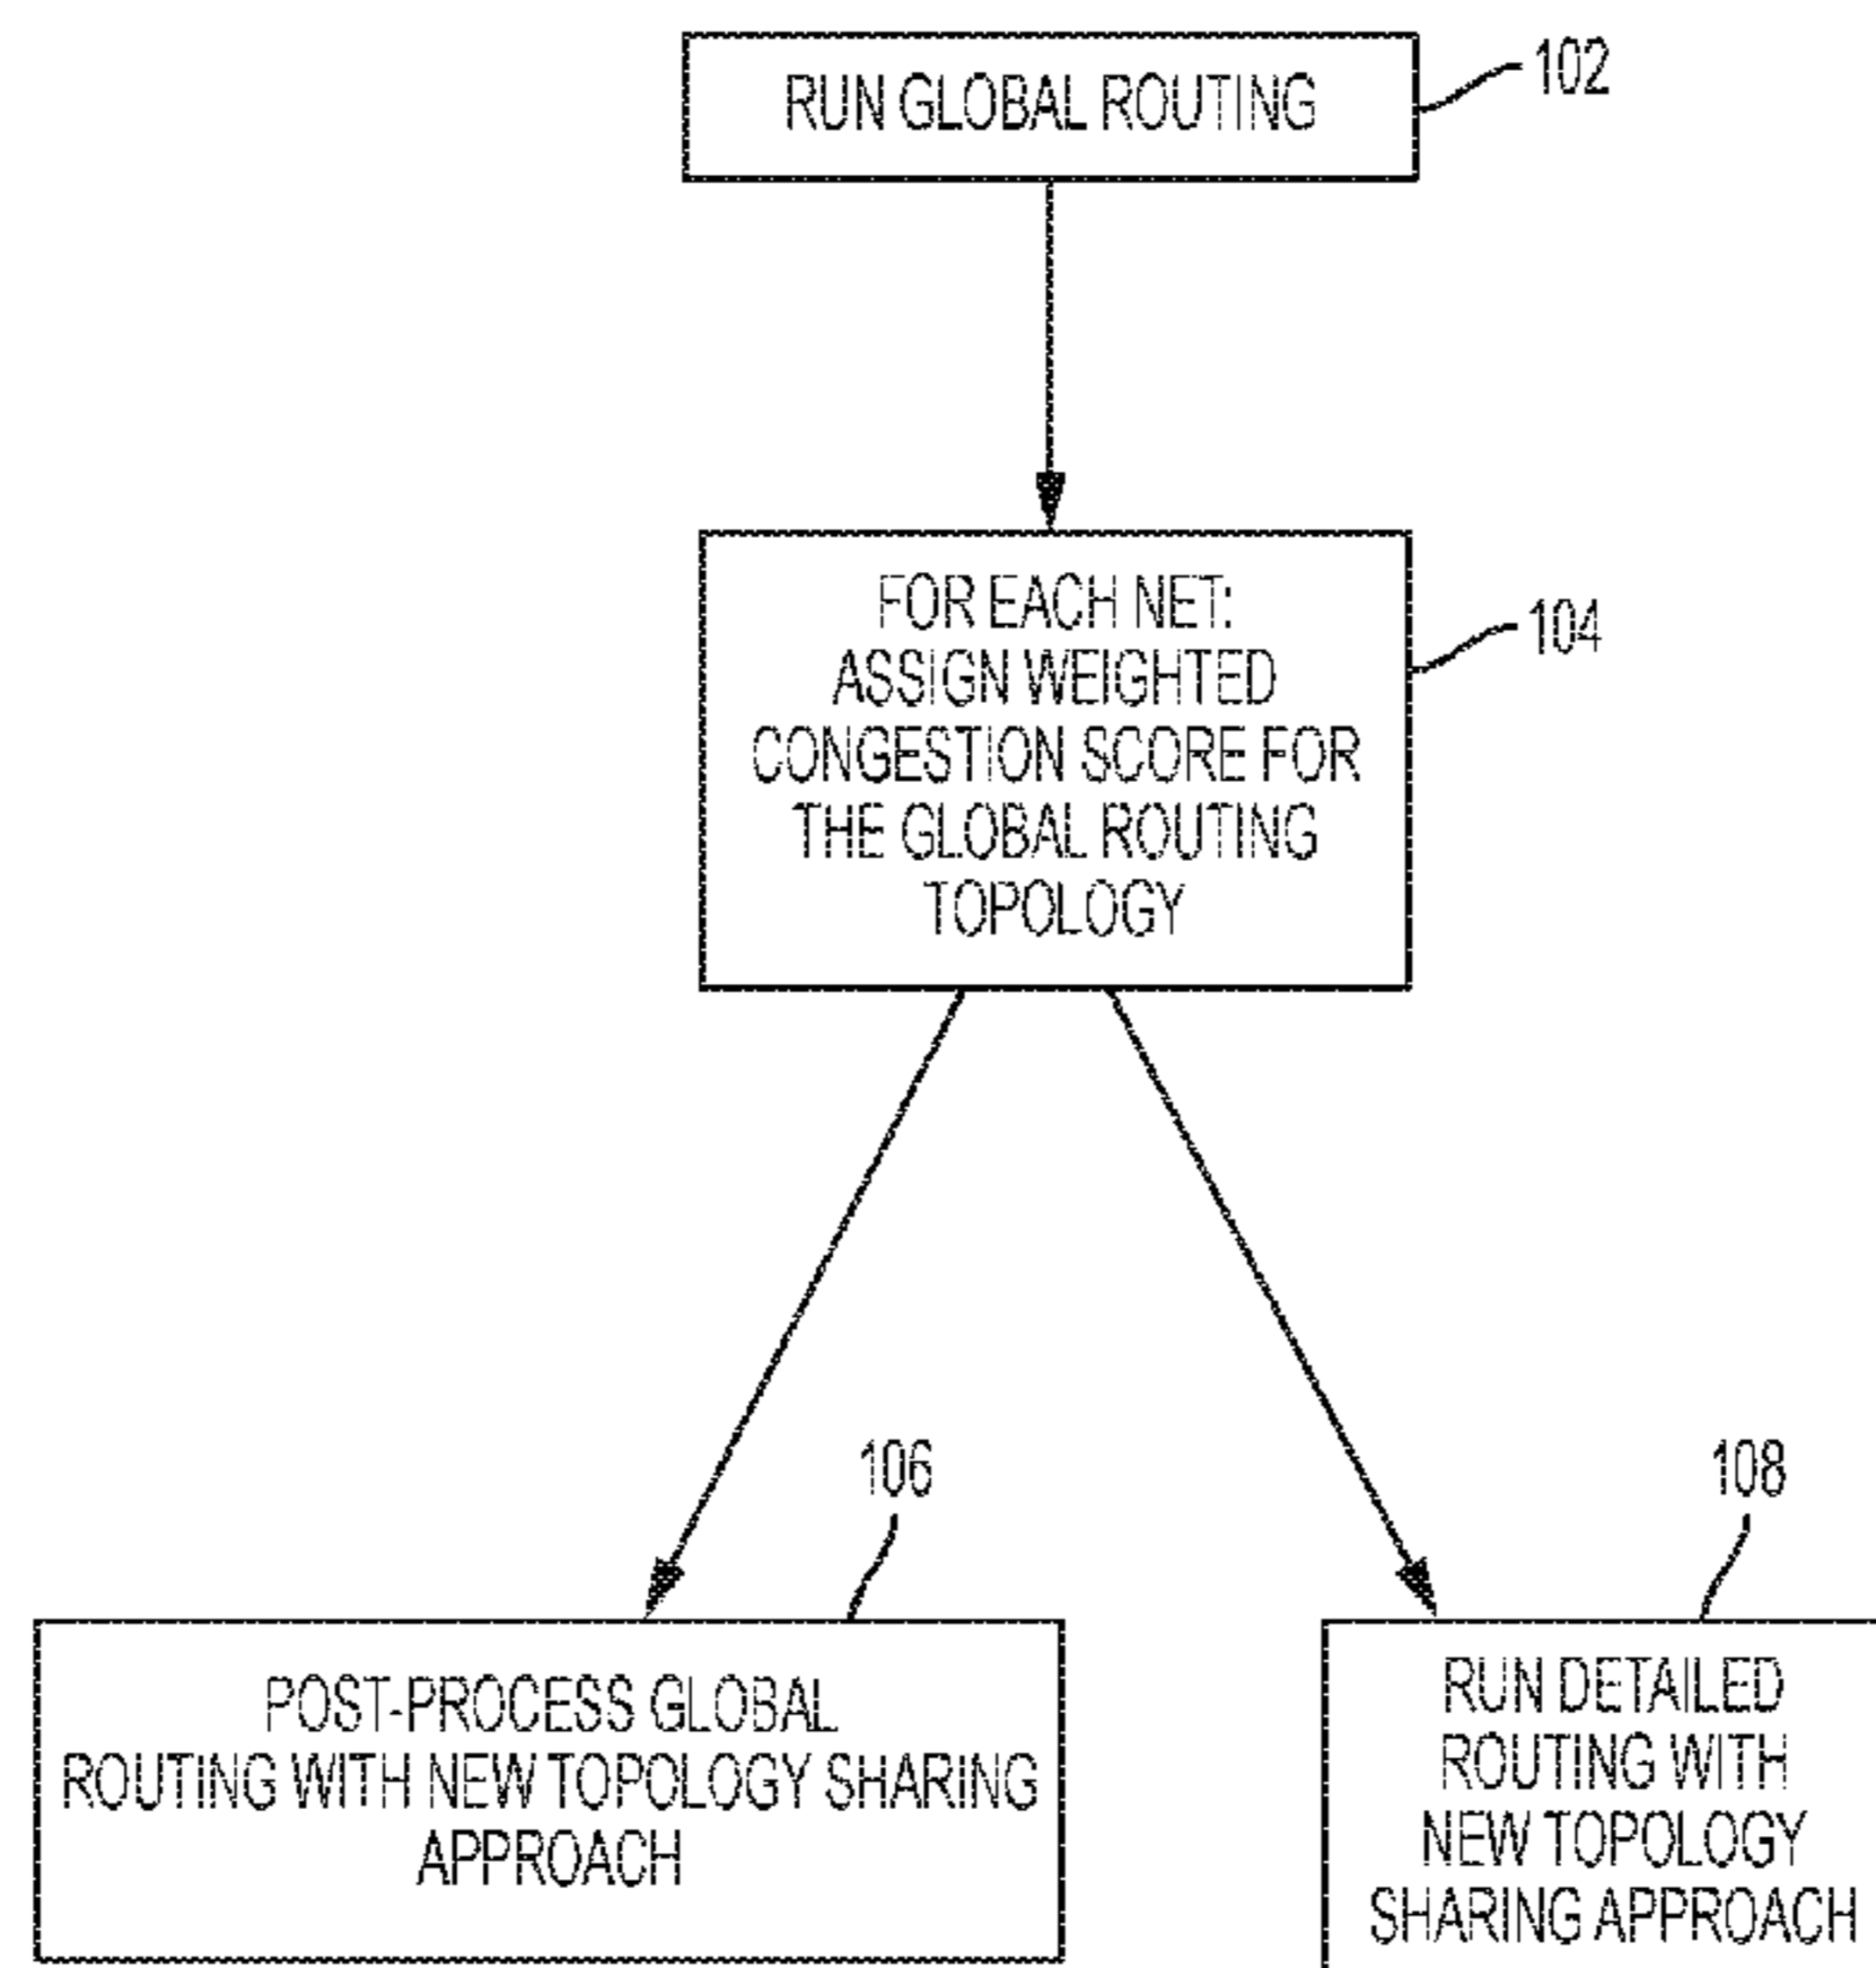 RUN GLOBAL ROUTING
102
FOR EACH NET:
ASSIGN WEIGHTED
CONGESTION SCORE FOR
THE GLOBAL ROUTING
TOPOLOGY
104
106
POST-PROCESS GLOBAL
ROUTING WITH NEW TOPOLOGY SHARING
APPROACH
108
RUN DETAILED
ROUTING WITH
NEW TOPOLOGY
SHARING APPROACH